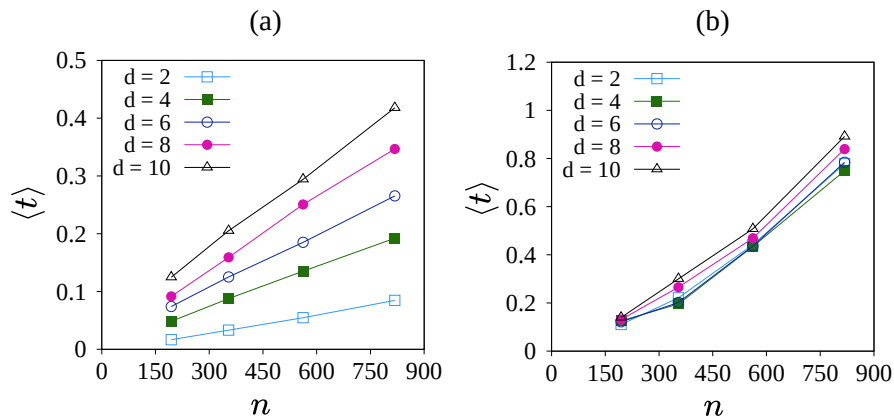 (a)
0.5
0.4
0.3
0.2
0.1
0
⟨t⟩
d = 2
d = 4
d = 6
d = 8
d = 10
0 150 300 450 600 750 900
n
(b)
1.2
1
0.8
0.6
0.4
0.2
0
⟨t⟩
d = 2
d = 4
d = 6
d = 8
d = 10
0 150 300 450 600 750 900
n